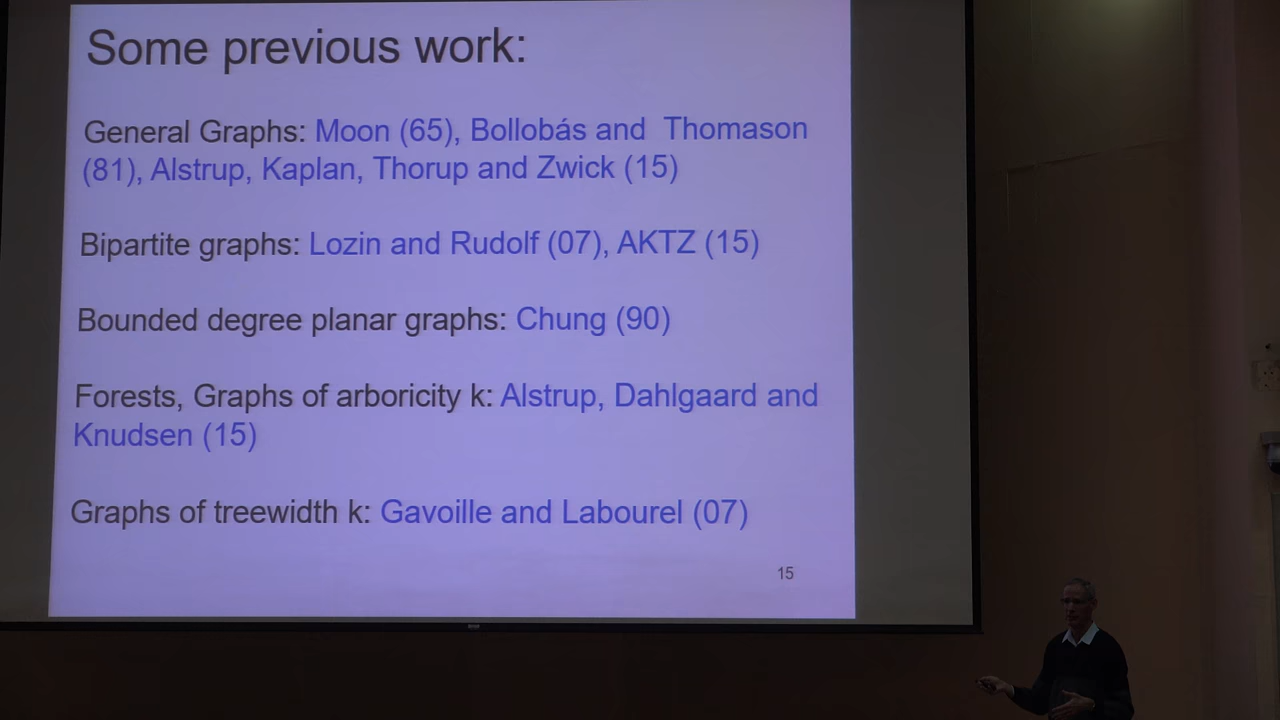 Some previous work:
General Graphs: Moon (65), Bollobás and Thomason
(81), Alstrup, Kaplan, Thorup and Zwick (15)
Bipartite graphs: Lozin and Rudolf (07), AKTZ (15)
Bounded degree planar graphs: Chung (90)
Forests, Graphs of arboricity k: Alstrup, Dahlgaard and
Knudsen (15)
Graphs of treewidth k: Gavoille and Labourel (07)
15